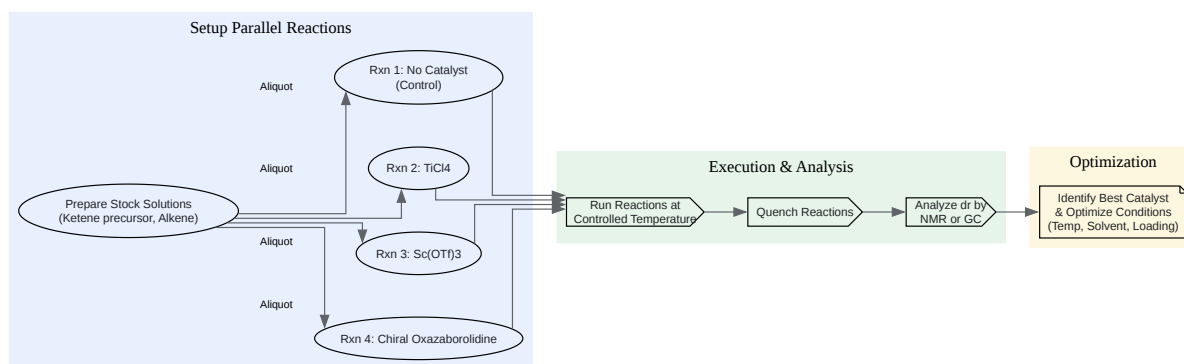 Setup Parallel Reactions
Aliquot
Rxn 1: No Catalyst
(Control)
Aliquot
Rxn 2: TiCl4
Prepare Stock Solutions
(Ketene precursor, Alkene)
Aliquot
Rxn 3: Sc(OTf)3
Aliquot
Rxn 4: Chiral Oxazaborolidine
Execution & Analysis
Run Reactions at
Controlled Temperature
Quench Reactions
Analyze dr by
NMR or GC
Optimization
Identify Best Catalyst
& Optimize Conditions
(Temp, Solvent, Loading)